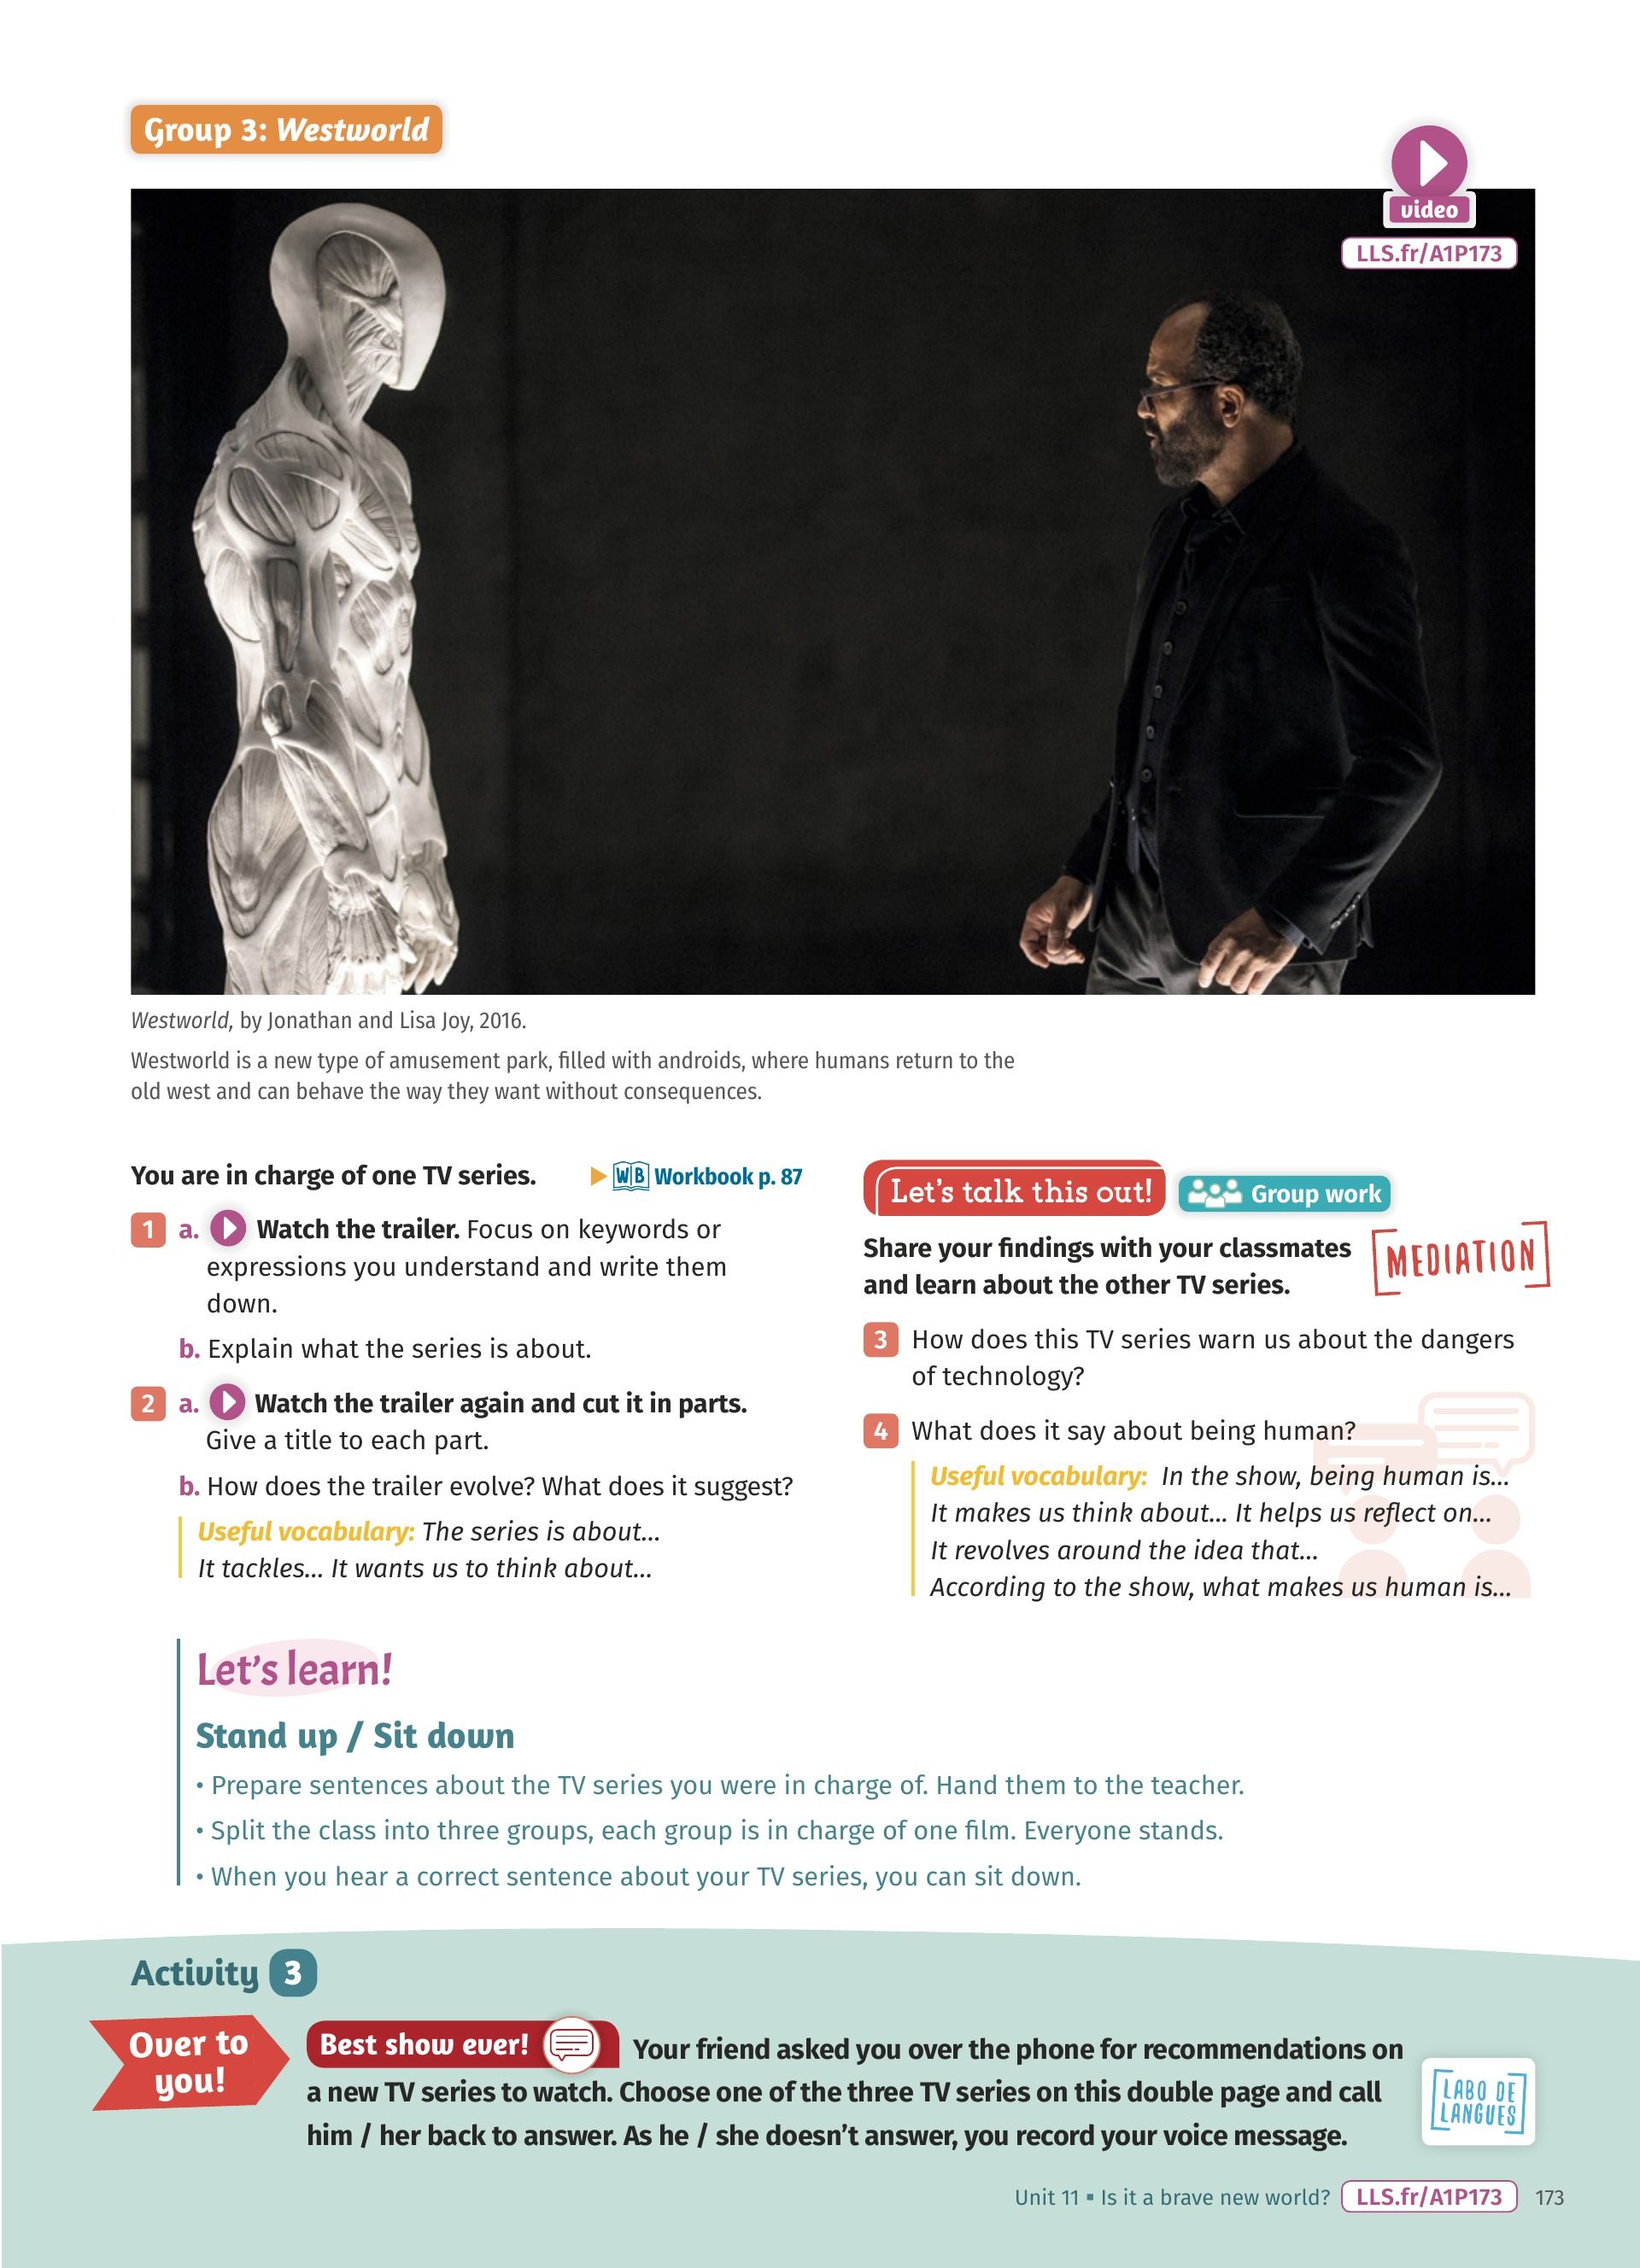 Group 3: Westworld
video
LLS.fr/A1P173
Westworld, by Jonathan and Lisa Joy, 2016.
Westworld is a new type of amusement park, filled with androids, where humans return to the
old west and can behave the way they want without consequences.
You are in charge of one TV series.
WB Workbook p. 87
1 a. Watch the trailer. Focus on keywords or
expressions you understand and write them
down.
b. Explain what the series is about.
2 a. Watch the trailer again and cut it in parts.
Give a title to each part.
b. How does the trailer evolve? What does it suggest?
Useful vocabulary: The series is about...
It tackles... It wants us to think about...
Let's talk this out!
Group work
Share your findings with your classmates
and learn about the other TV series.
MEDIATION
3 How does this TV series warn us about the dangers
of technology?
4 What does it say about being human?
Useful vocabulary: In the show, being human is...
It makes us think about... It helps us reflect on...
It revolves around the idea that...
According to the show, what makes us human is...
Let's learn!
Stand up / Sit down
• Prepare sentences about the TV series you were in charge of. Hand them to the teacher.
• Split the class into three groups, each group is in charge of one film. Everyone stands.
• When you hear a correct sentence about your TV series, you can sit down.
Activity 3
Over to
you!
Best show ever! Your friend asked you over the phone for recommendations on
a new TV series to watch. Choose one of the three TV series on this double page and call
him / her back to answer. As he / she doesn't answer, you record your voice message.
LABO DE
LANGUES
Unit 11 ▪ Is it a brave new world? LLS.fr/A1P173 173